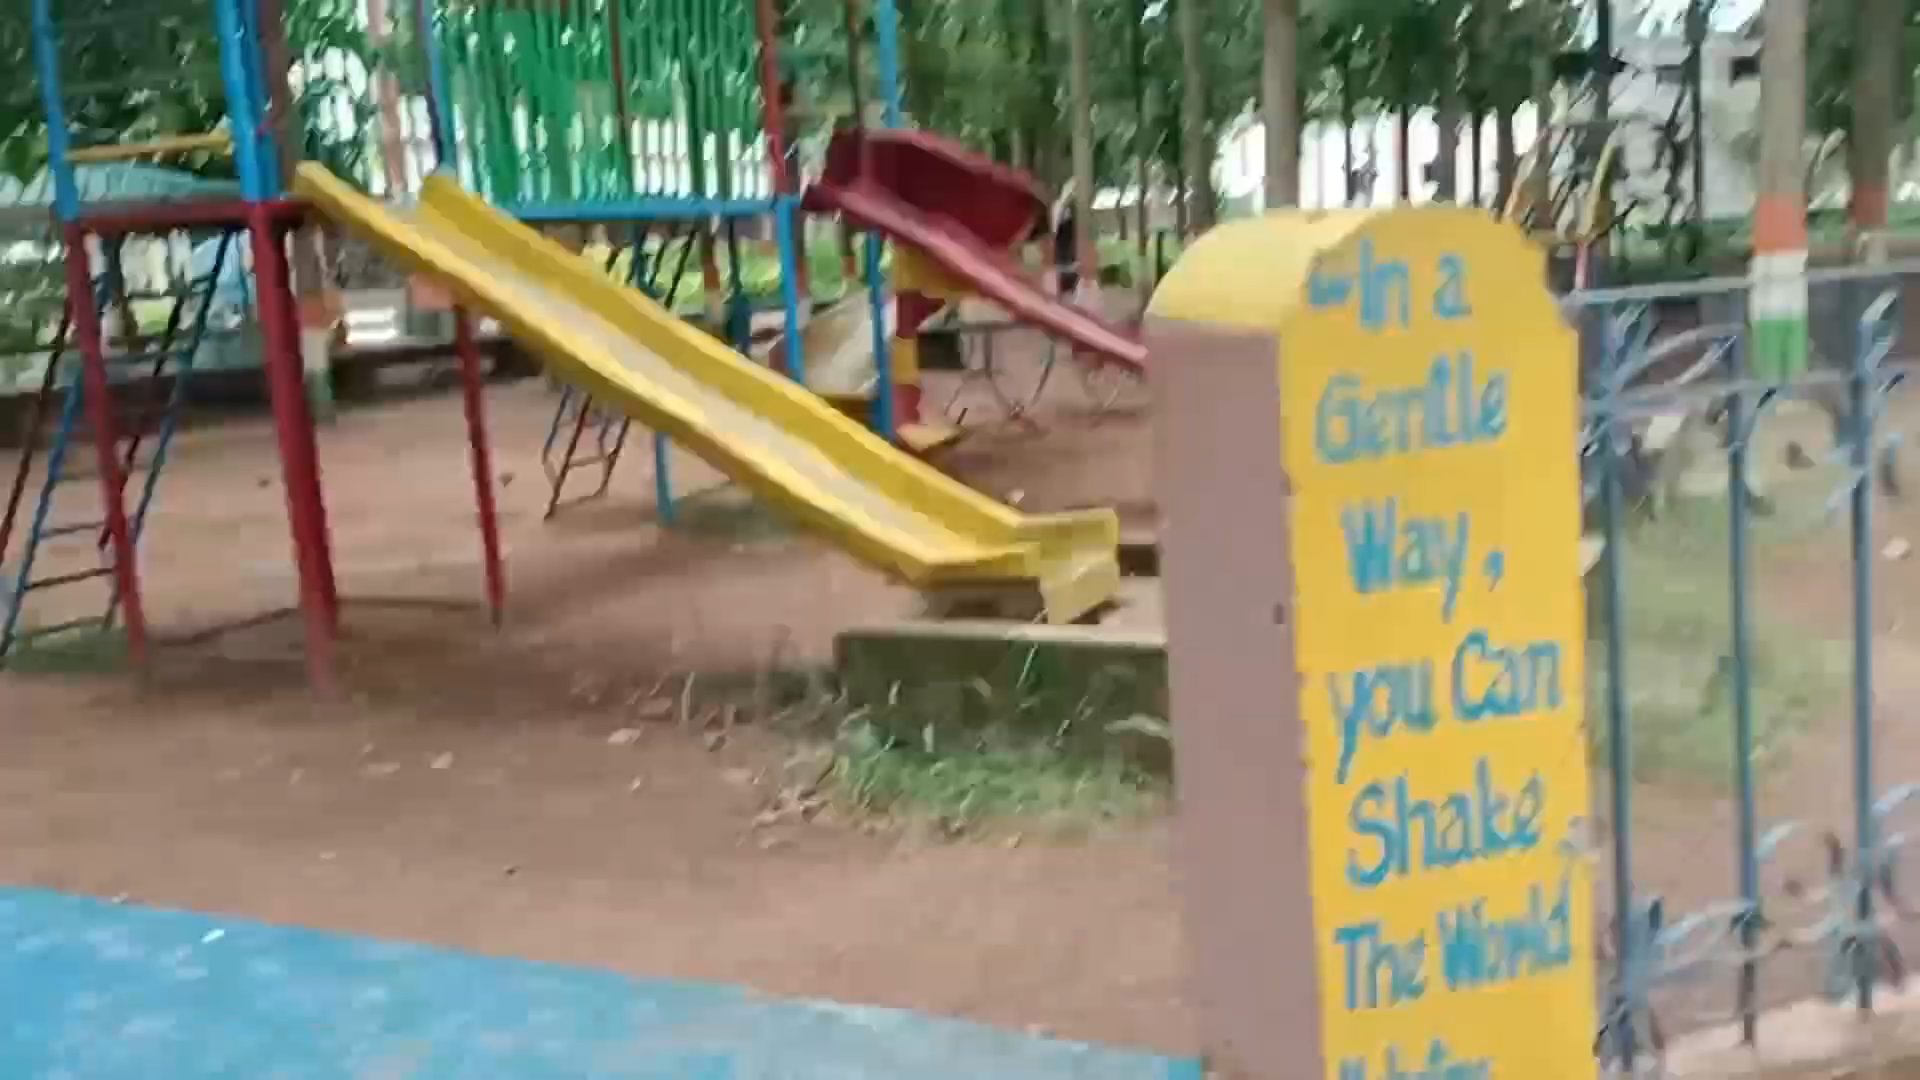 "In a
Gentle
Way,
you Can
Shake
The World